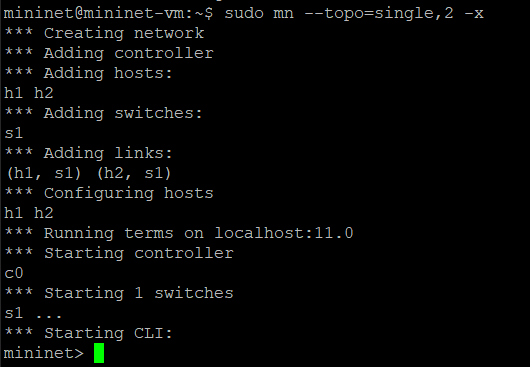 mininet@mininet-vm:~$ sudo mn --topo=single,2 -x
*** Creating network
*** Adding controller
*** Adding hosts:
h1 h2
*** Adding switches:
s1
*** Adding links:
(h1, s1) (h2, s1)
*** Configuring hosts
h1 h2
*** Running terms on localhost:11.0
*** Starting controller
c0
*** Starting 1 switches
s1 ...
*** Starting CLI:
mininet>